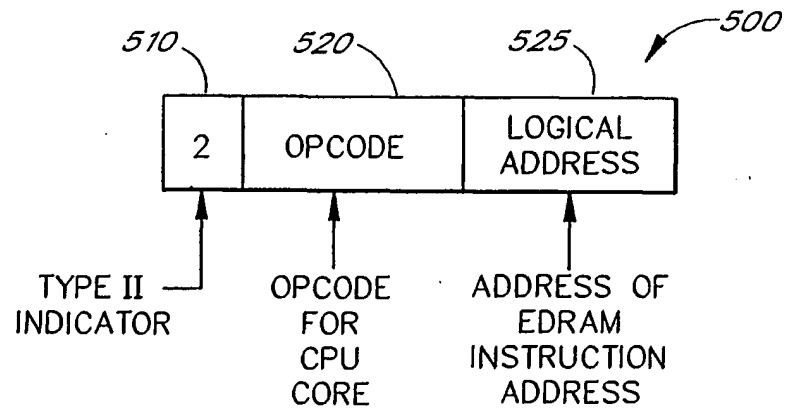 510
520
525
500
2
OPCODE
LOGICAL
ADDRESS
TYPE II
INDICATOR
OPCODE
FOR
CPU
CORE
ADDRESS OF
EDRAM
INSTRUCTION
ADDRESS